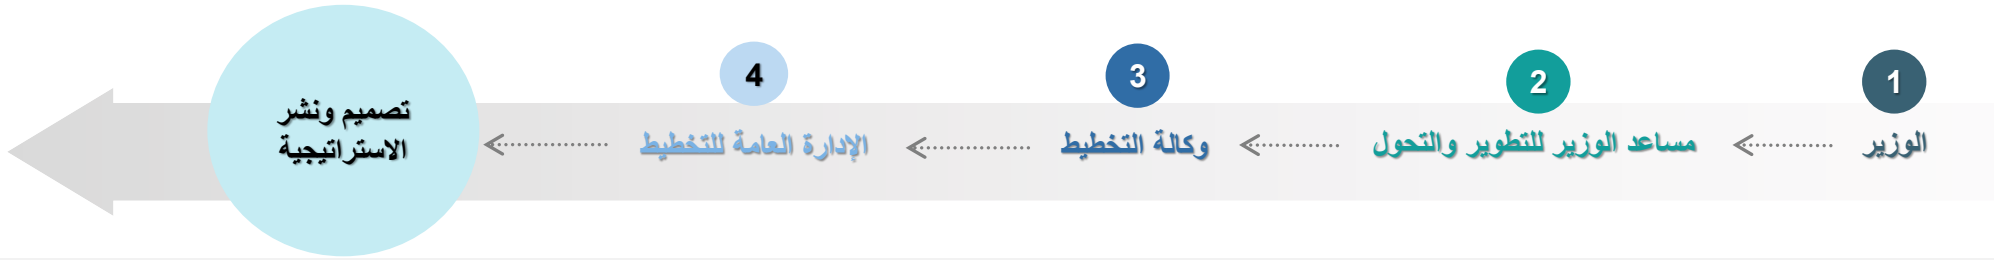 1
الوزير
2
مساعد الوزير للتطوير والتحول
3
وكالة التخطيط
4
الإدارة العامة للتخطيط
تصميم ونشر
الاستراتيجية